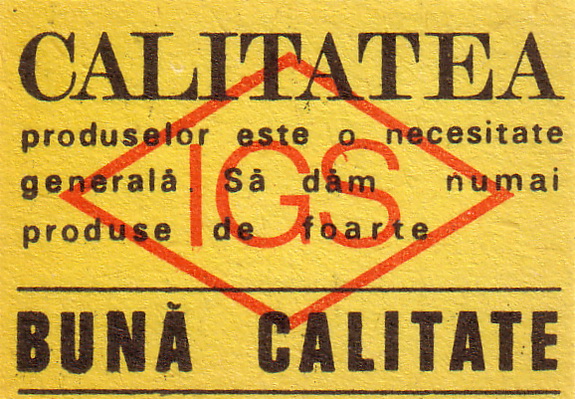 CALITATEA
produselor este o necesitate
generală. Să dăm numai
produse de foarte
IGS
BUNĂ CALITATE